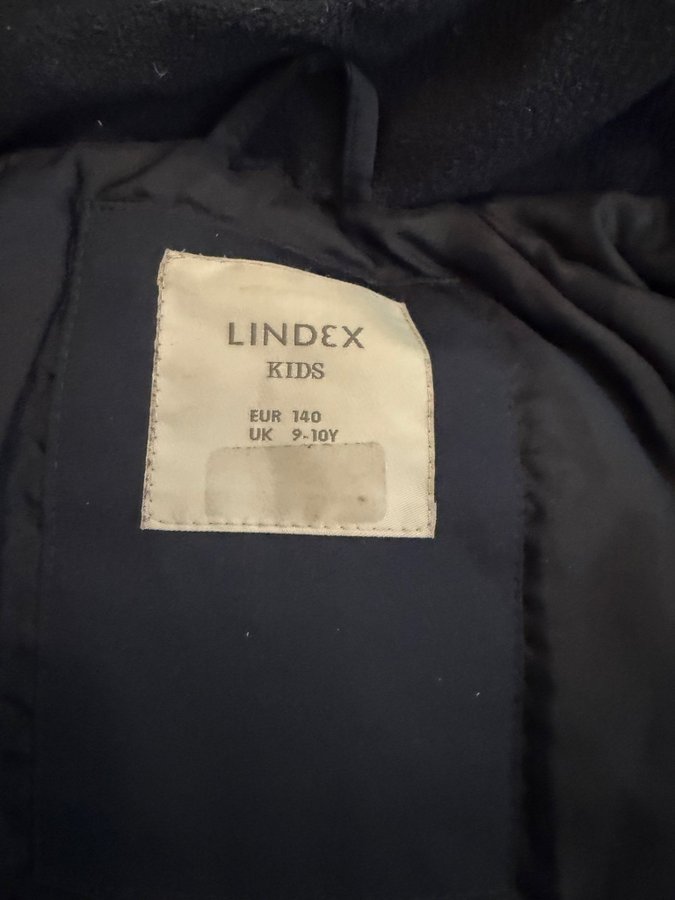 LINDEX
KIDS
EUR 140
UK 9-10Y